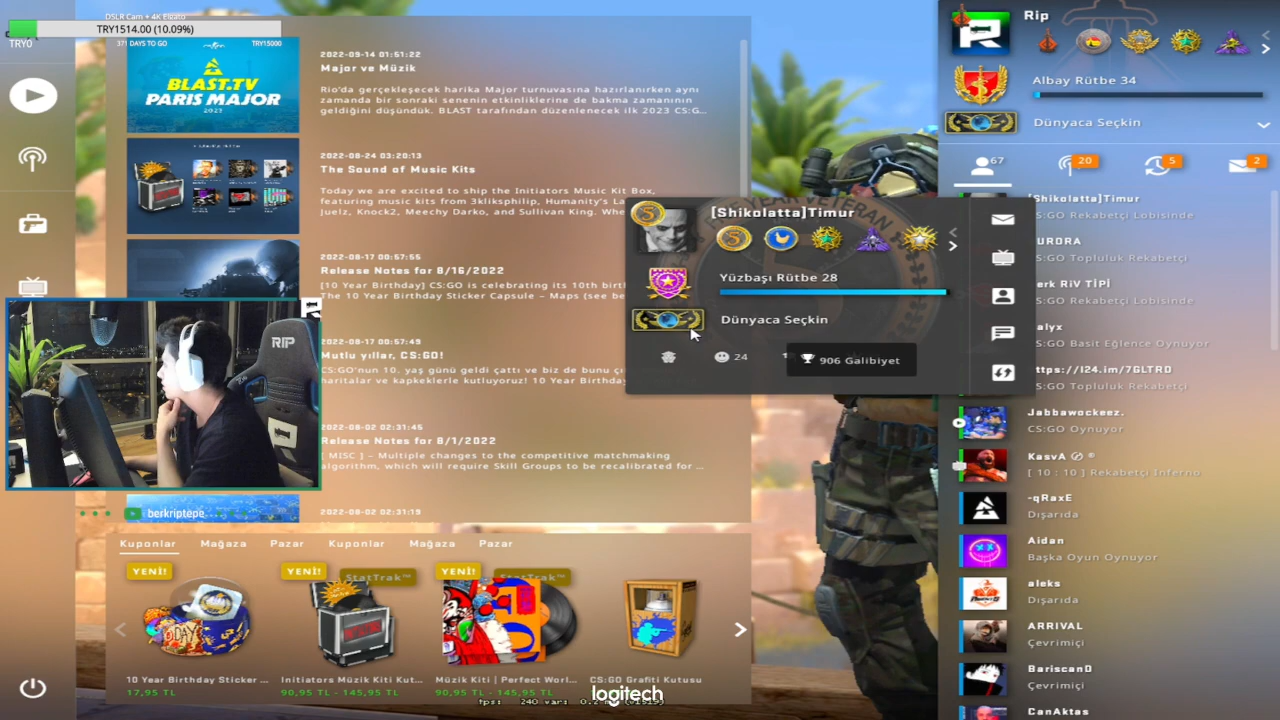 DSLR Cam + 4K Elgato
TRY1514.00 (10.09%)
TRY0
DAYS TO GO
TRY15000
BLAST.TV
PARIS MAJOR
2023
2022-09-14 01:51:22
Major ve Müzik
Rio'da gerçekleşecek harika Major turnuvasına hazırlanırken aynı
zamanda bir sonraki senenin etkinliklerine de bakma zamanının
geldiğini düşündük. BLAST tarafından düzenlenecek ilk 2023 CS:G...
2022-08-24 03:20:13
The Sound of Music Kits
Today we are excited to ship the Initiators Music Kit Box,
featuring music kits from 3kliksphilip, Humanity's La
Juelz, Knock2, Meechy Darko, and Sullivan King. Whe
2022-08-17 00:57:55
Release Notes for 8/16/2022
[10 Year Birthday] CS:GO is celebrating its 10th birt
The 10 Year Birthday Sticker Capsule – Maps (see be
2022-08-17 00:57:49
Mutlu yıllar, CS:GO!
CS:GO'nun 10. yaş günü geldi çattı ve biz de bunu çı
haritalar ve kapkeklerle kutluyoruz! 10 Year Birthday
2022-08-02 02:31:45
Release Notes for 8/1/2022
[ MISC ] – Multiple changes to the competitive matchmaking
algorithm, which will require Skill Groups to be recalibrated for ...
2022-08-02 02:31:19
RIP
berkriptepe
Kuponlar
Mağaza
Pazar
Kuponlar
Mağaza
Pazar
YENİ!
YENİ!
StatTrak™
YENİ!
StatTrak™
10 Year Birthday Sticker ...
Initiators Müzik Kiti Kut...
Müzik Kiti | Perfect Worl...
CS:GO Grafiti Kutusu
17,95 TL
90,95 TL - 145,95 TL
90,95 TL - 145,95 TL
logitech
fps: 240 var:
YEAR VETERAN
5
[Shikolatta]Timur
5
Yüzbaşı Rütbe 28
Dünyaca Seçkin
24
906 Galibiyet
Rip
Albay Rütbe 34
Dünyaca Seçkin
67
20
5
2
[Shikolatta]Timur
CS:GO Rekabetçi Lobisinde
URORA
CS:GO Topluluk Rekabetçi
erk RiV TİPİ
CS:GO Rekabetçi Lobisinde
alyx
CS:GO Basit Eğlence Oynuyor
CS:GO Topluluk Rekabetçi
Jabbawockeez.
CS:GO Oynuyor
KasvA
[ 10 : 10 ] Rekabetçi Inferno
-qRaxE
Dışarıda
Aidan
Başka Oyun Oynuyor
aleks
Dışarıda
ARRIVAL
Çevrimiçi
BariscanD
Çevrimiçi
CanAktas